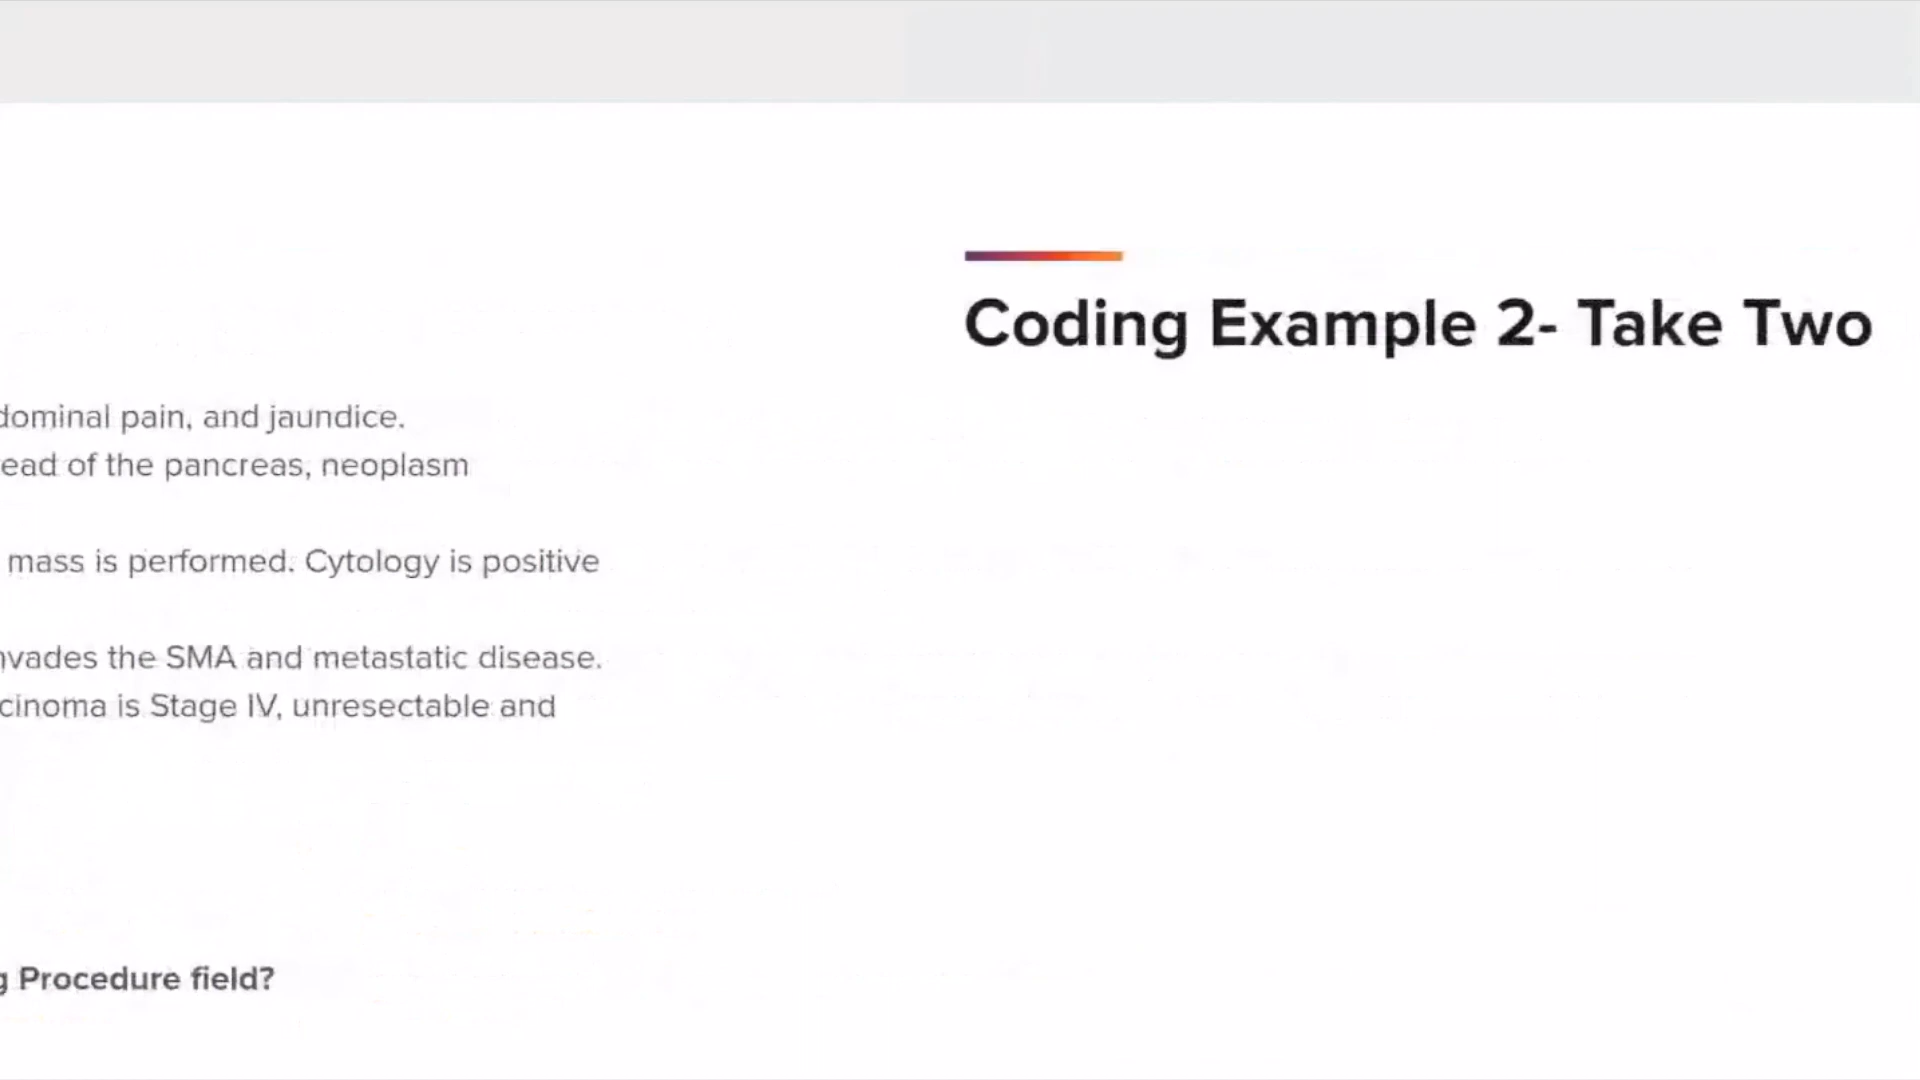 Coding Example 2- Take Two
dominal pain, and jaundice.
ead of the pancreas, neoplasm
mass is performed. Cytology is positive
nvades the SMA and metastatic disease.
cinoma is Stage IV, unresectable and
g Procedure field?